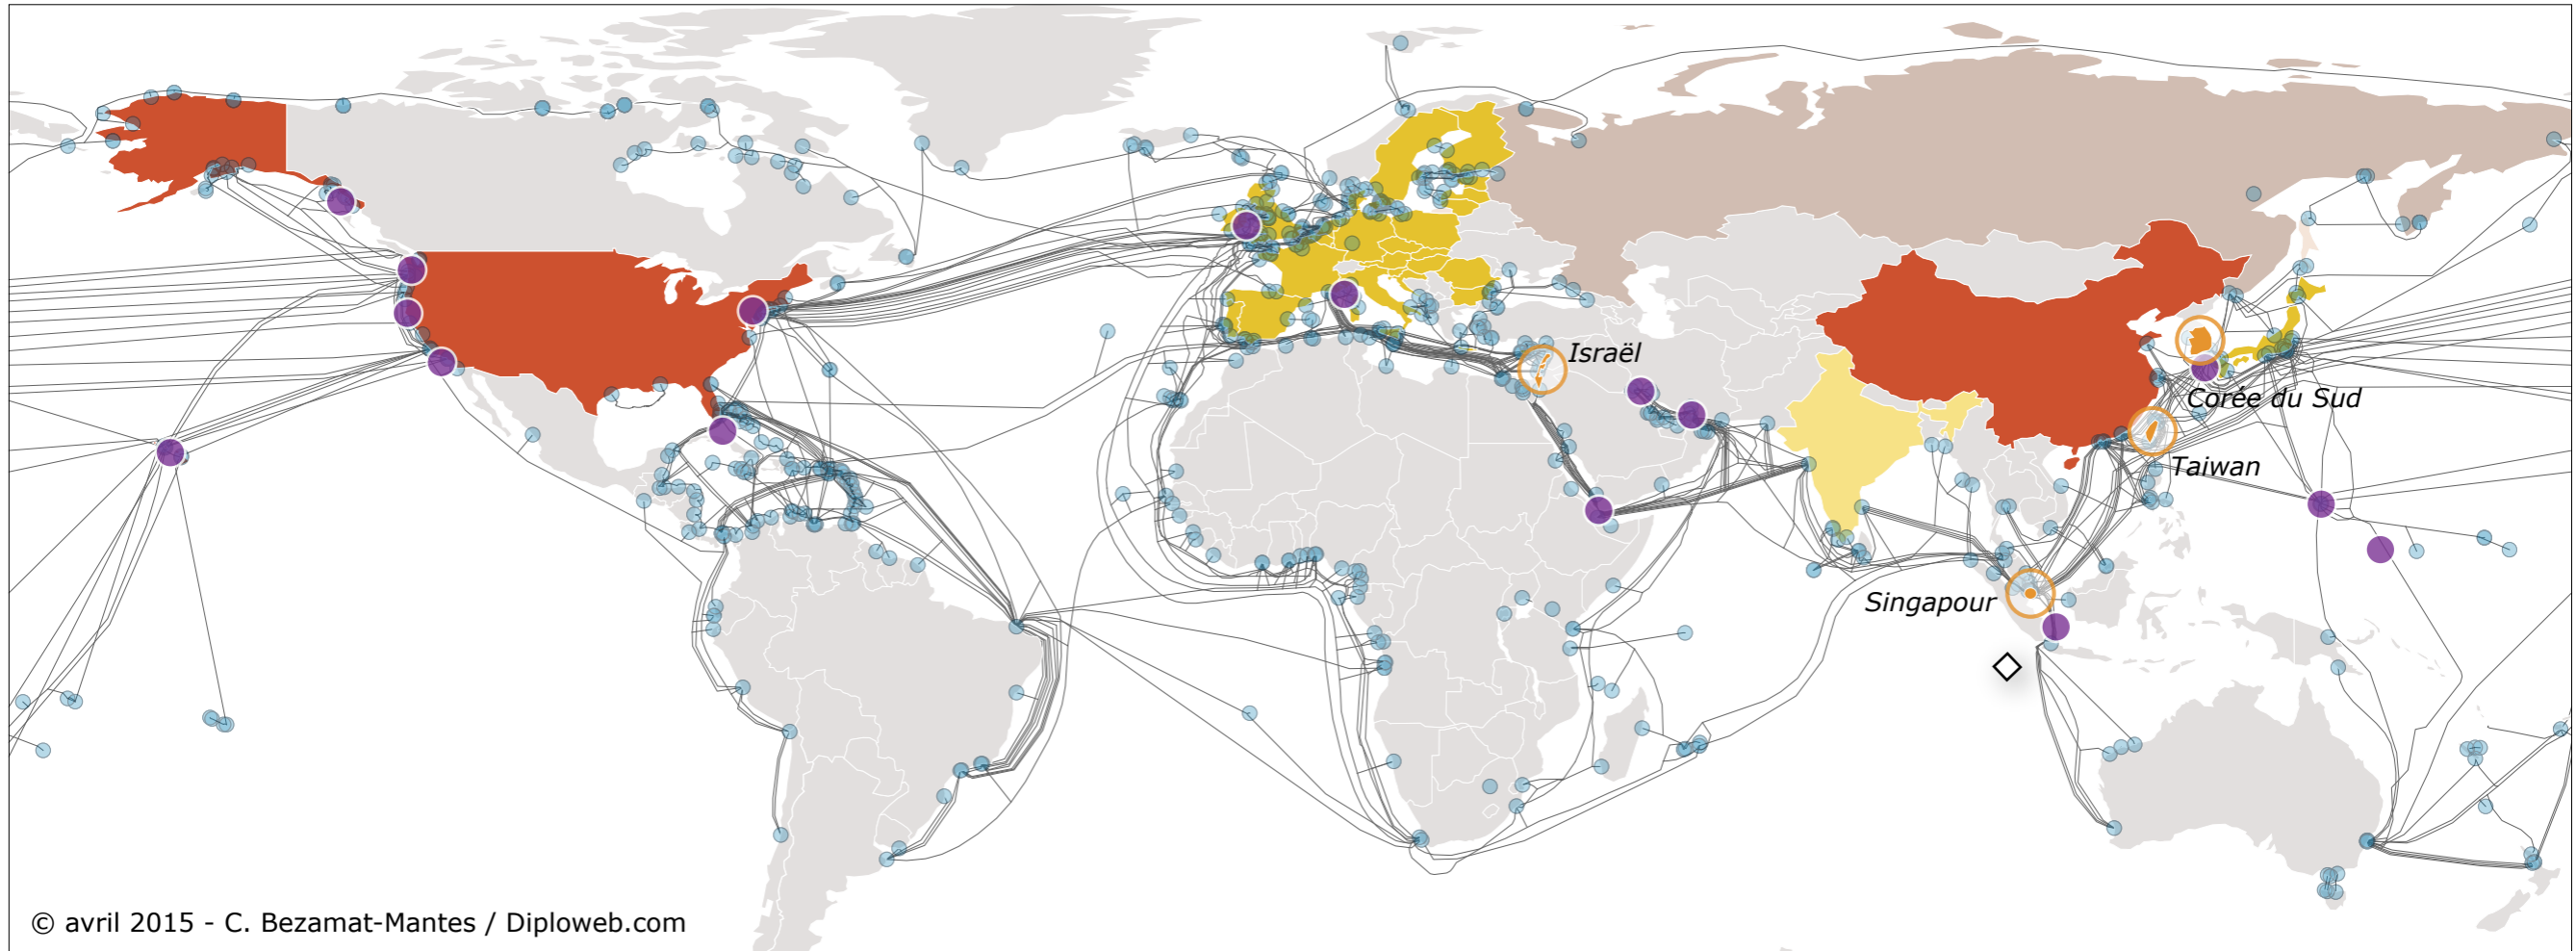 Israël
Corée du Sud
Taiwan
Singapour
© avril 2015 - C. Bezamat-Mantes / Diploweb.com